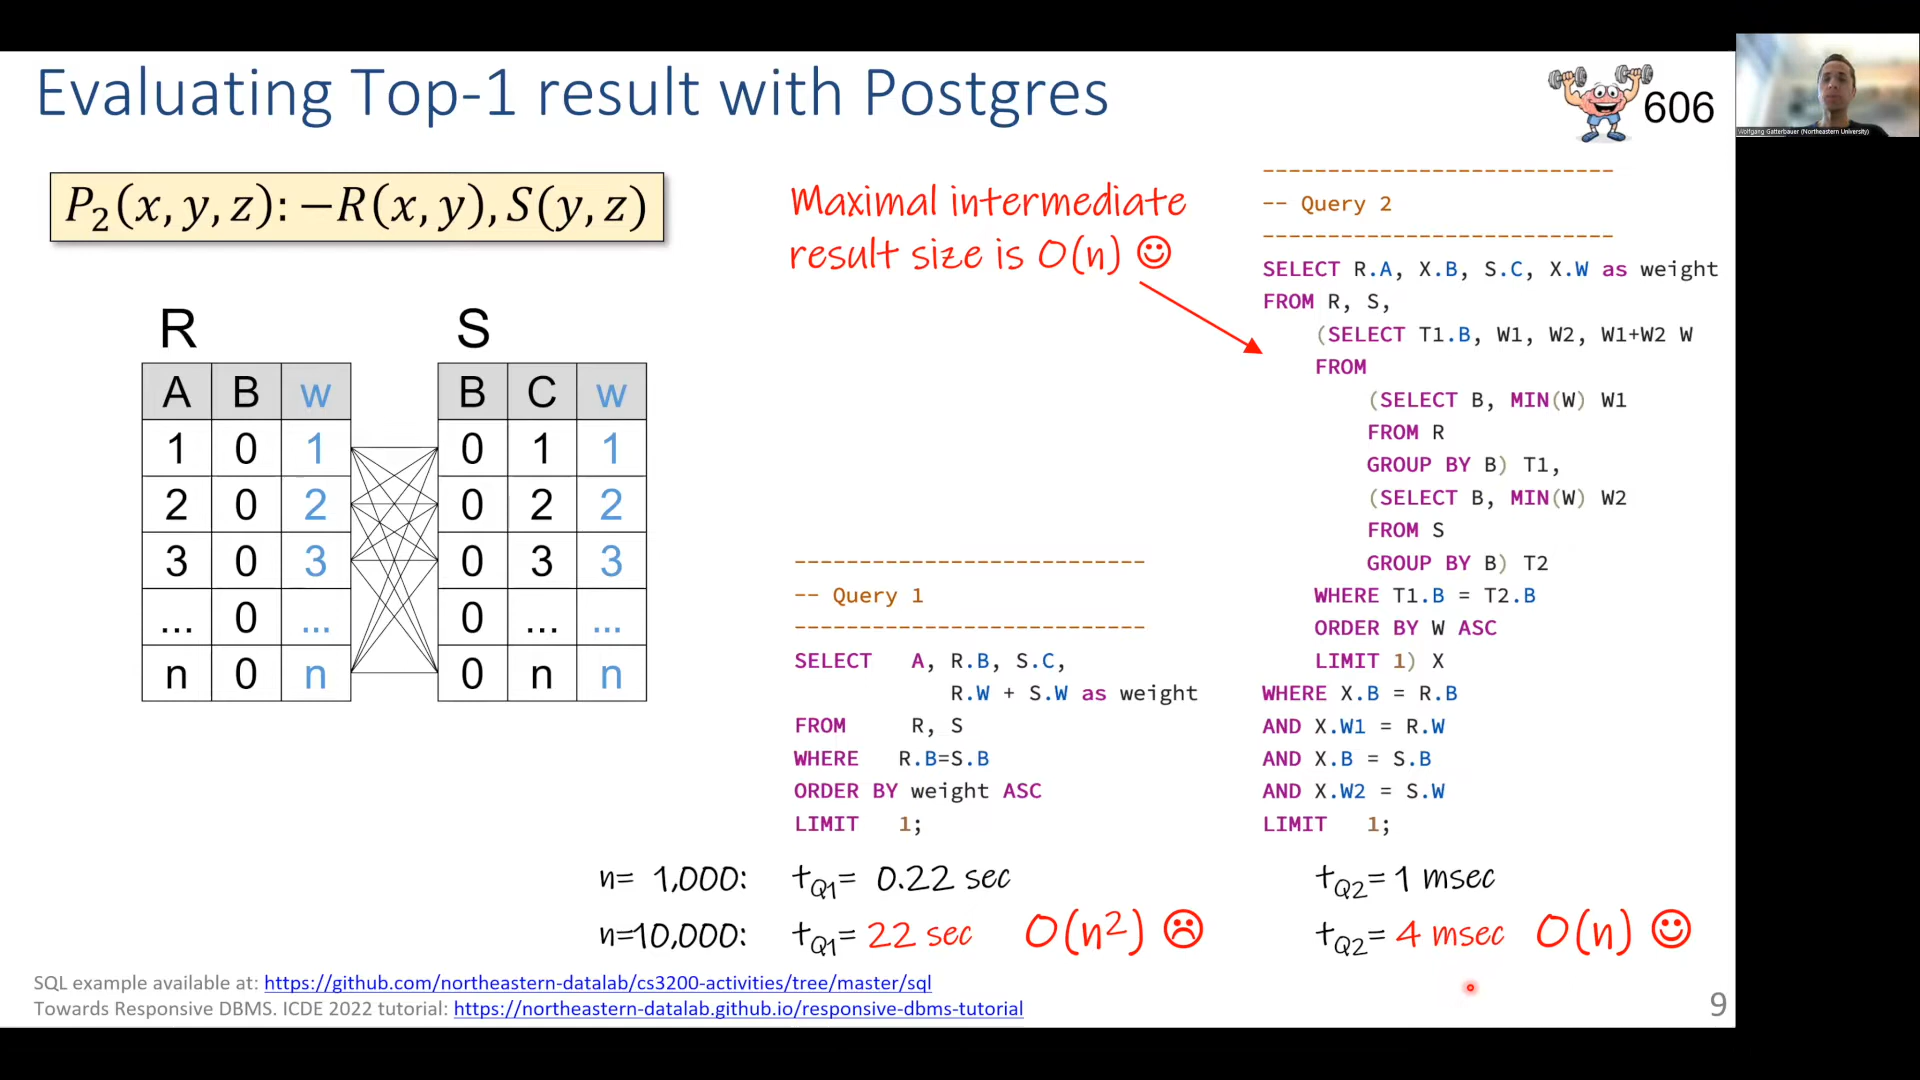 Evaluating Top-1 result with Postgres
606
Wolfgang Gatterbauer (Northeastern University)
P₂(x, y, z):−R(x, y), S(y, z)
Maximal intermediate
result size is O(n) ☺
R
A B w
1 0 1
2 0 2
3 0 3
... 0 ...
n 0 n
S
B C w
0 1 1
0 2 2
0 3 3
0 ... ...
0 n n
---------------------------
-- Query 1
---------------------------
SELECT A, R.B, S.C,
R.W + S.W as weight
FROM R, S
WHERE R.B=S.B
ORDER BY weight ASC
LIMIT 1;
---------------------------
-- Query 2
---------------------------
SELECT R.A, X.B, S.C, X.W as weight
FROM R, S,
(SELECT T1.B, W1, W2, W1+W2 W
FROM
(SELECT B, MIN(W) W1
FROM R
GROUP BY B) T1,
(SELECT B, MIN(W) W2
FROM S
GROUP BY B) T2
WHERE T1.B = T2.B
ORDER BY W ASC
LIMIT 1) X
WHERE X.B = R.B
AND X.W1 = R.W
AND X.B = S.B
AND X.W2 = S.W
LIMIT 1;
n= 1,000: tQ1= 0.22 sec tQ2= 1 msec
n=10,000: tQ1= 22 sec O(n²) ☹ tQ2= 4 msec O(n) ☺
SQL example available at: https://github.com/northeastern-datalab/cs3200-activities/tree/master/sql
Towards Responsive DBMS. ICDE 2022 tutorial: https://northeastern-datalab.github.io/responsive-dbms-tutorial
9